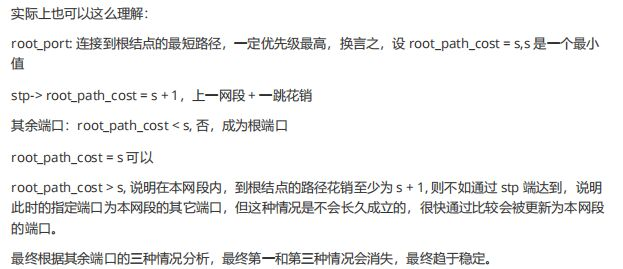 实际上也可以这么理解：
root_port: 连接到根结点的最短路径，一定优先级最高，换言之，设 root_path_cost = s,s 是一个最小
值
stp-> root_path_cost = s + 1，上一网段 + 一跳花销
其余端口：root_path_cost < s, 否，成为根端口
root_path_cost = s 可以
root_path_cost > s, 说明在本网段内，到根结点的路径花销至少为 s + 1, 则不如通过 stp 端达到，说明
此时的指定端口为本网段的其它端口，但这种情况是不会长久成立的，很快通过比较会被更新为本网段
的端口。
最终根据其余端口的三种情况分析，最终第一和第三种情况会消失，最终趋于稳定。